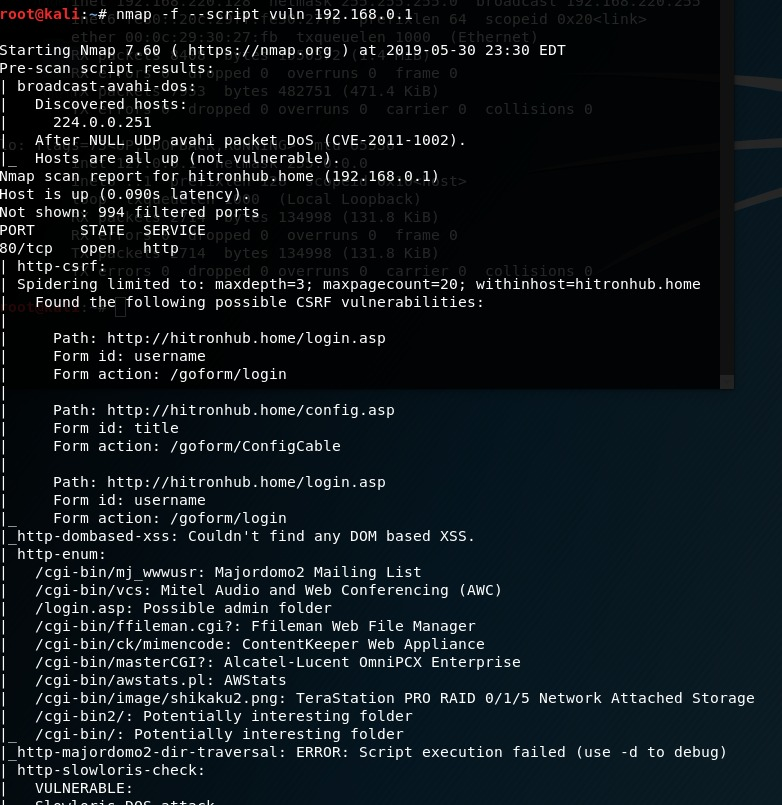 root@kali:~# nmap -f --script vuln 192.168.0.1
Starting Nmap 7.60 ( https://nmap.org ) at 2019-05-30 23:30 EDT
Pre-scan script results:
| broadcast-avahi-dos:
|   Discovered hosts:
|     224.0.0.251
|   After NULL UDP avahi packet DoS (CVE-2011-1002).
|_  Hosts are all up (not vulnerable).
Nmap scan report for hitronhub.home (192.168.0.1)
Host is up (0.090s latency).
Not shown: 994 filtered ports
PORT     STATE  SERVICE
80/tcp   open   http
| http-csrf:
| Spidering limited to: maxdepth=3; maxpagecount=20; withinhost=hitronhub.home
|   Found the following possible CSRF vulnerabilities:
|
|     Path: http://hitronhub.home/login.asp
|     Form id: username
|     Form action: /goform/login
|
|     Path: http://hitronhub.home/config.asp
|     Form id: title
|     Form action: /goform/ConfigCable
|
|     Path: http://hitronhub.home/login.asp
|     Form id: username
|_    Form action: /goform/login
|_http-dombased-xss: Couldn't find any DOM based XSS.
| http-enum:
|   /cgi-bin/mj_wwwusr: Majordomo2 Mailing List
|   /cgi-bin/vcs: Mitel Audio and Web Conferencing (AWC)
|   /login.asp: Possible admin folder
|   /cgi-bin/ffileman.cgi?: Ffileman Web File Manager
|   /cgi-bin/ck/mimencode: ContentKeeper Web Appliance
|   /cgi-bin/masterCGI?: Alcatel-Lucent OmniPCX Enterprise
|   /cgi-bin/awstats.pl: AWStats
|   /cgi-bin/image/shikaku2.png: TeraStation PRO RAID 0/1/5 Network Attached Storage
|   /cgi-bin2/: Potentially interesting folder
|_  /cgi-bin/: Potentially interesting folder
|_http-majordomo2-dir-traversal: ERROR: Script execution failed (use -d to debug)
| http-slowloris-check:
|   VULNERABLE:
|   Slowloris DOS attack